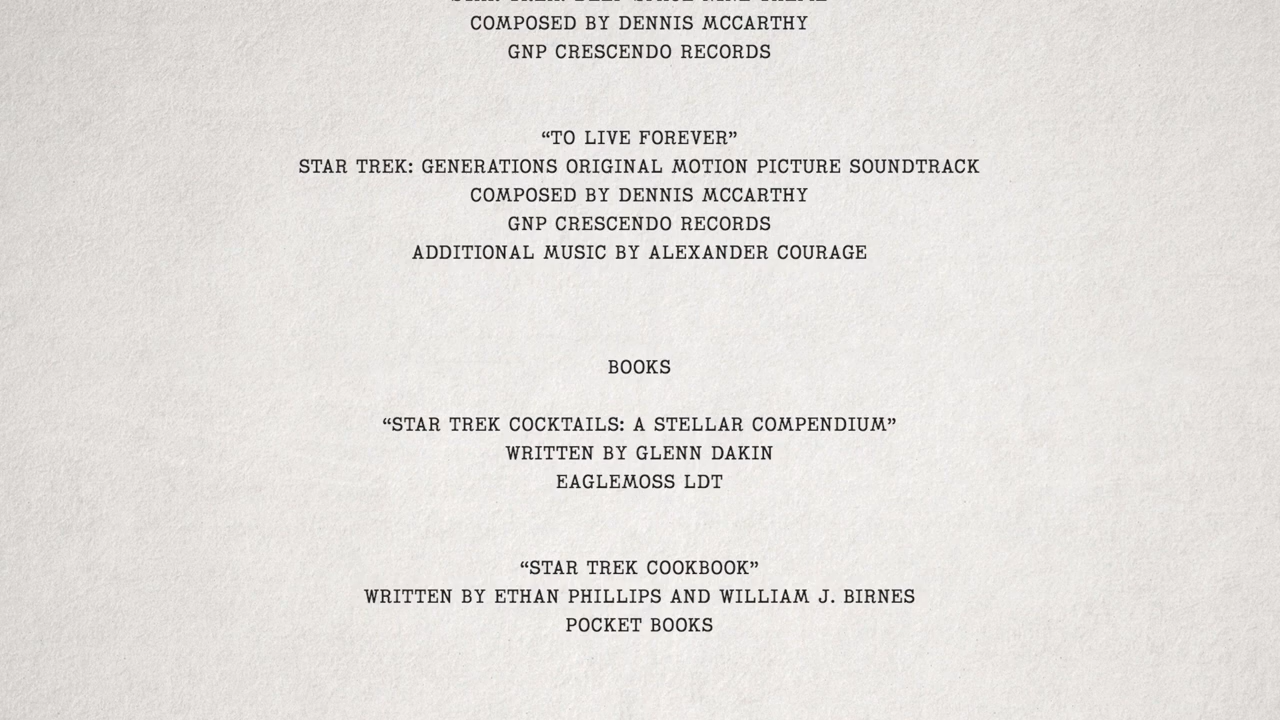 COMPOSED BY DENNIS MCCARTHY
GNP CRESCENDO RECORDS
“TO LIVE FOREVER”
STAR TREK: GENERATIONS ORIGINAL MOTION PICTURE SOUNDTRACK
COMPOSED BY DENNIS MCCARTHY
GNP CRESCENDO RECORDS
ADDITIONAL MUSIC BY ALEXANDER COURAGE
BOOKS
“STAR TREK COCKTAILS: A STELLAR COMPENDIUM”
WRITTEN BY GLENN DAKIN
EAGLEMOSS LDT
“STAR TREK COOKBOOK”
WRITTEN BY ETHAN PHILLIPS AND WILLIAM J. BIRNES
POCKET BOOKS